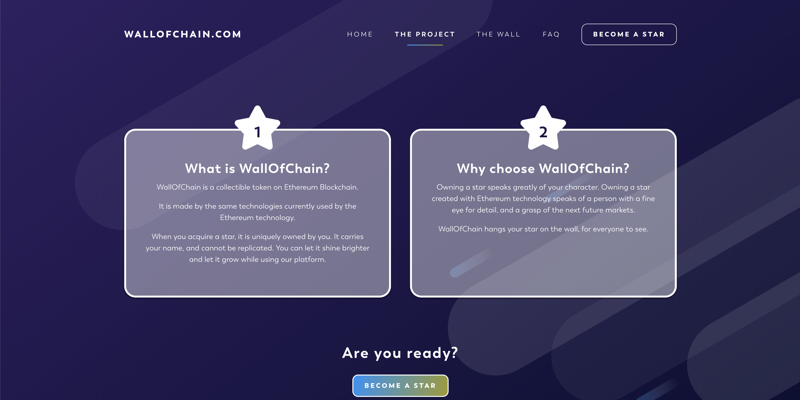 WALLOFCHAIN.COM
HOME THE PROJECT THE WALL FAQ BECOME A STAR
1
What is WallOfChain?
WallOfChain is a collectible token on Ethereum Blockchain.
It is made by the same technologies currently used by the
Ethereum technology.
When you acquire a star, it is uniquely owned by you. It carries
your name, and cannot be replicated. You can let it shine brighter
and let it grow while using our platform.
2
Why choose WallOfChain?
Owning a star speaks greatly of your character. Owning a star
created with Ethereum technology speaks of a person with a fine
eye for detail, and a grasp of the next future markets.
WallOfChain hangs your star on the wall, for everyone to see.
Are you ready?
BECOME A STAR